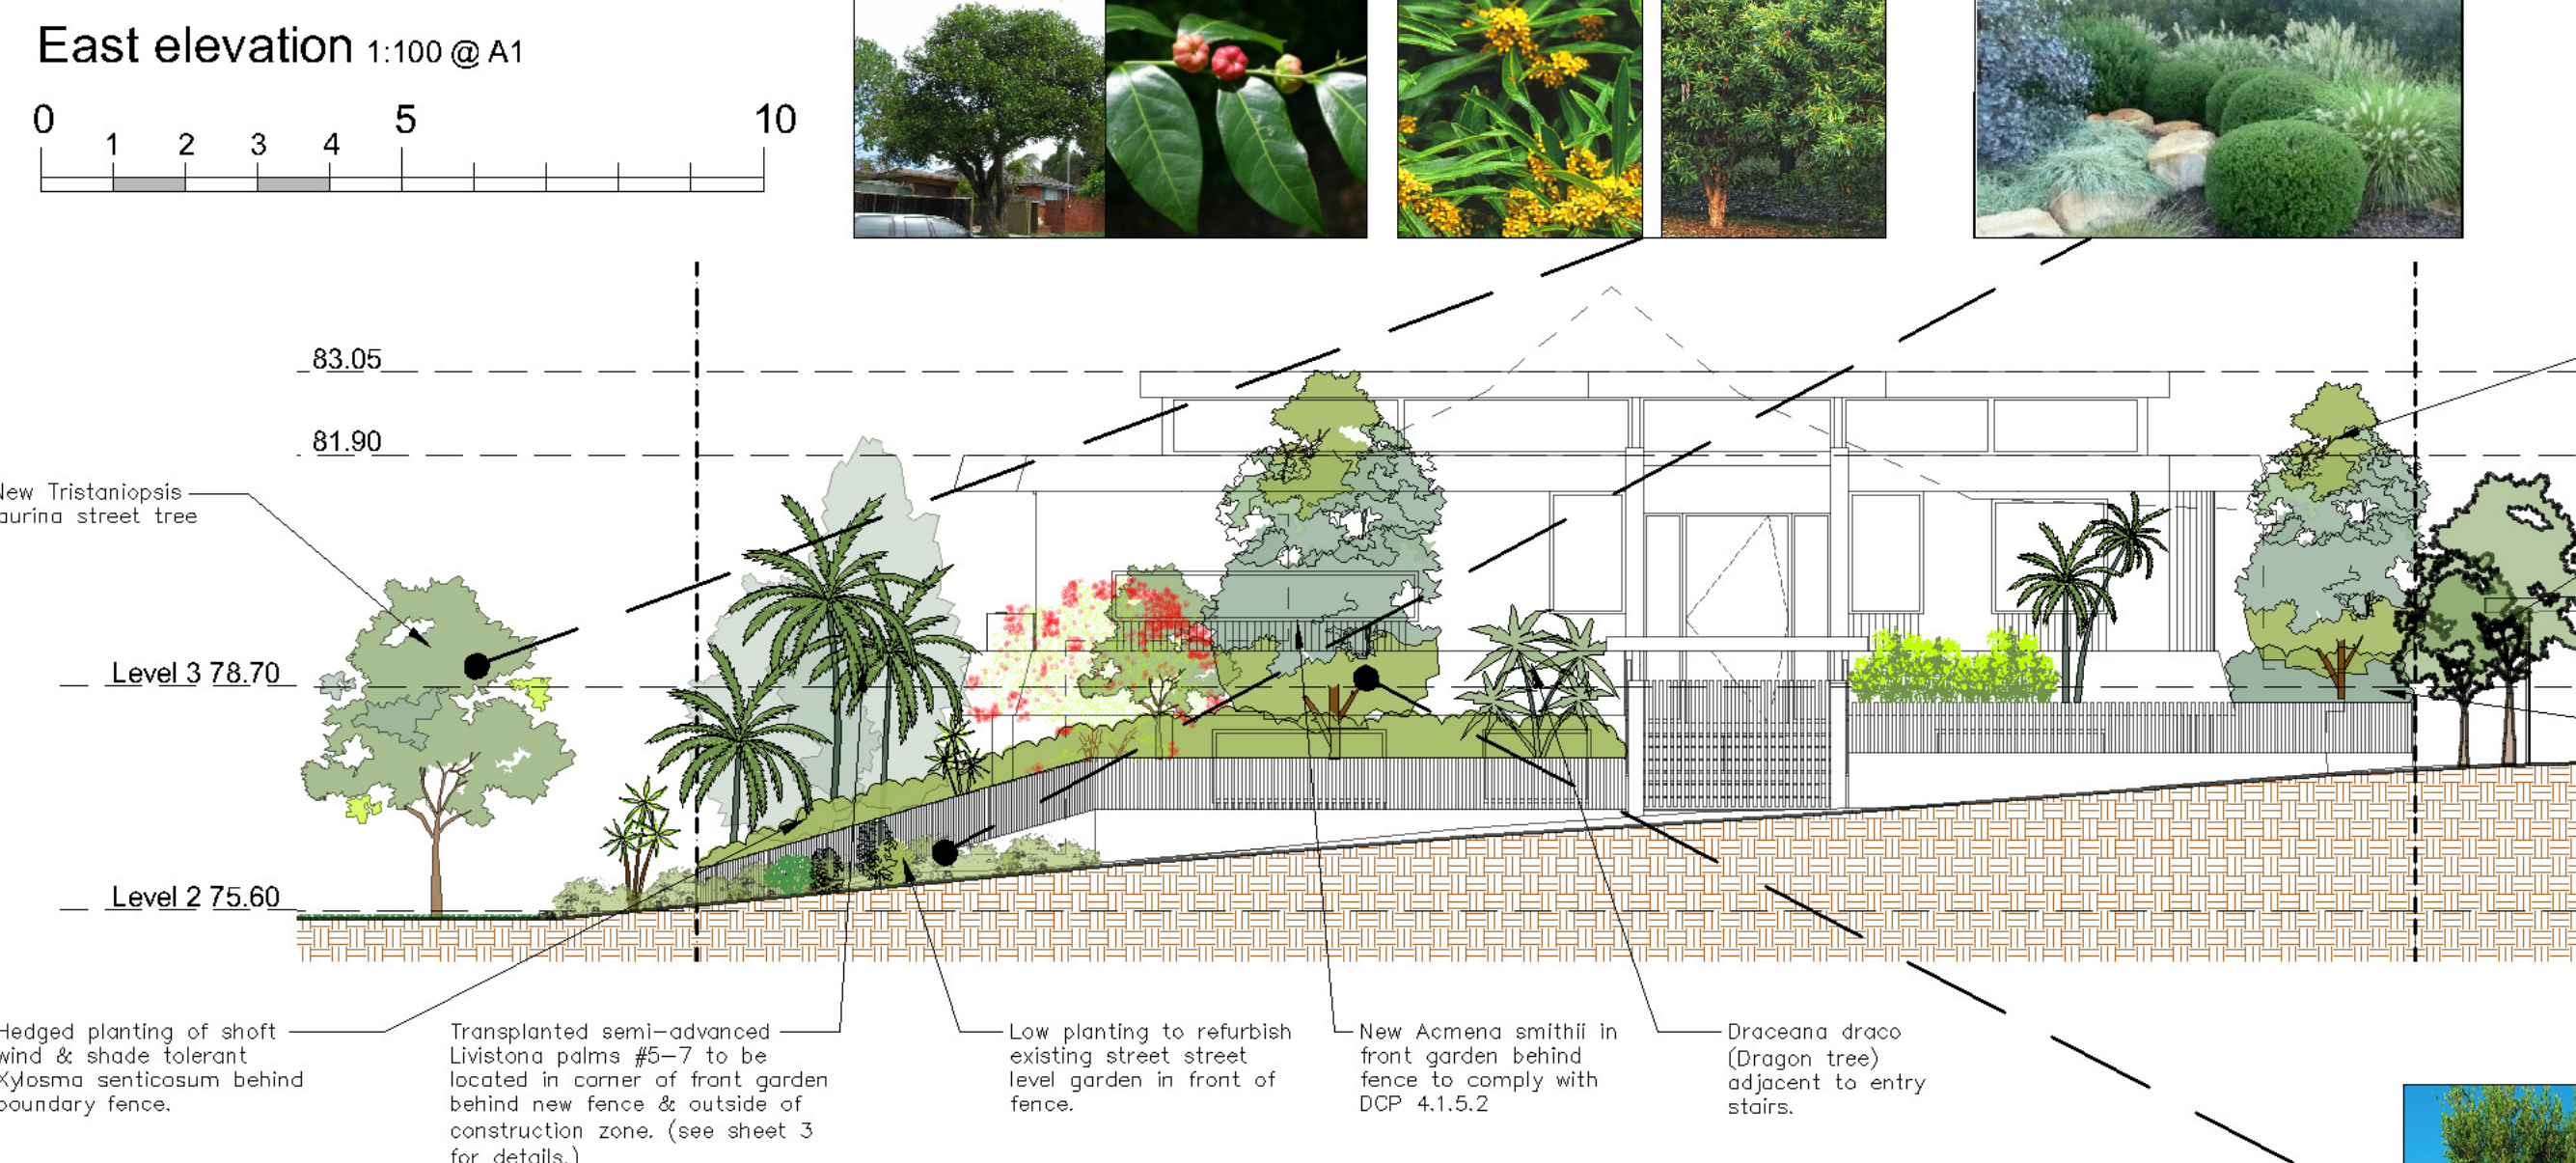 East elevation 1:100 @ A1
0 1 2 3 4 5 10
83.05
81.90
New Tristaniopsis
laurina street tree
Level 3 78.70
Level 2 75.60
Hedged planting of shoft
wind & shade tolerant
Xylosma senticosum behind
boundary fence.
Transplanted semi-advanced
Livistona palms #5-7 to be
located in corner of front garden
behind new fence & outside of
construction zone. (see sheet 3
for details.)
Low planting to refurbish
existing street street
level garden in front of
fence.
New Acmena smithii in
front garden behind
fence to comply with
DCP 4.1.5.2
Draceana draco
(Dragon tree)
adjacent to entry
stairs.